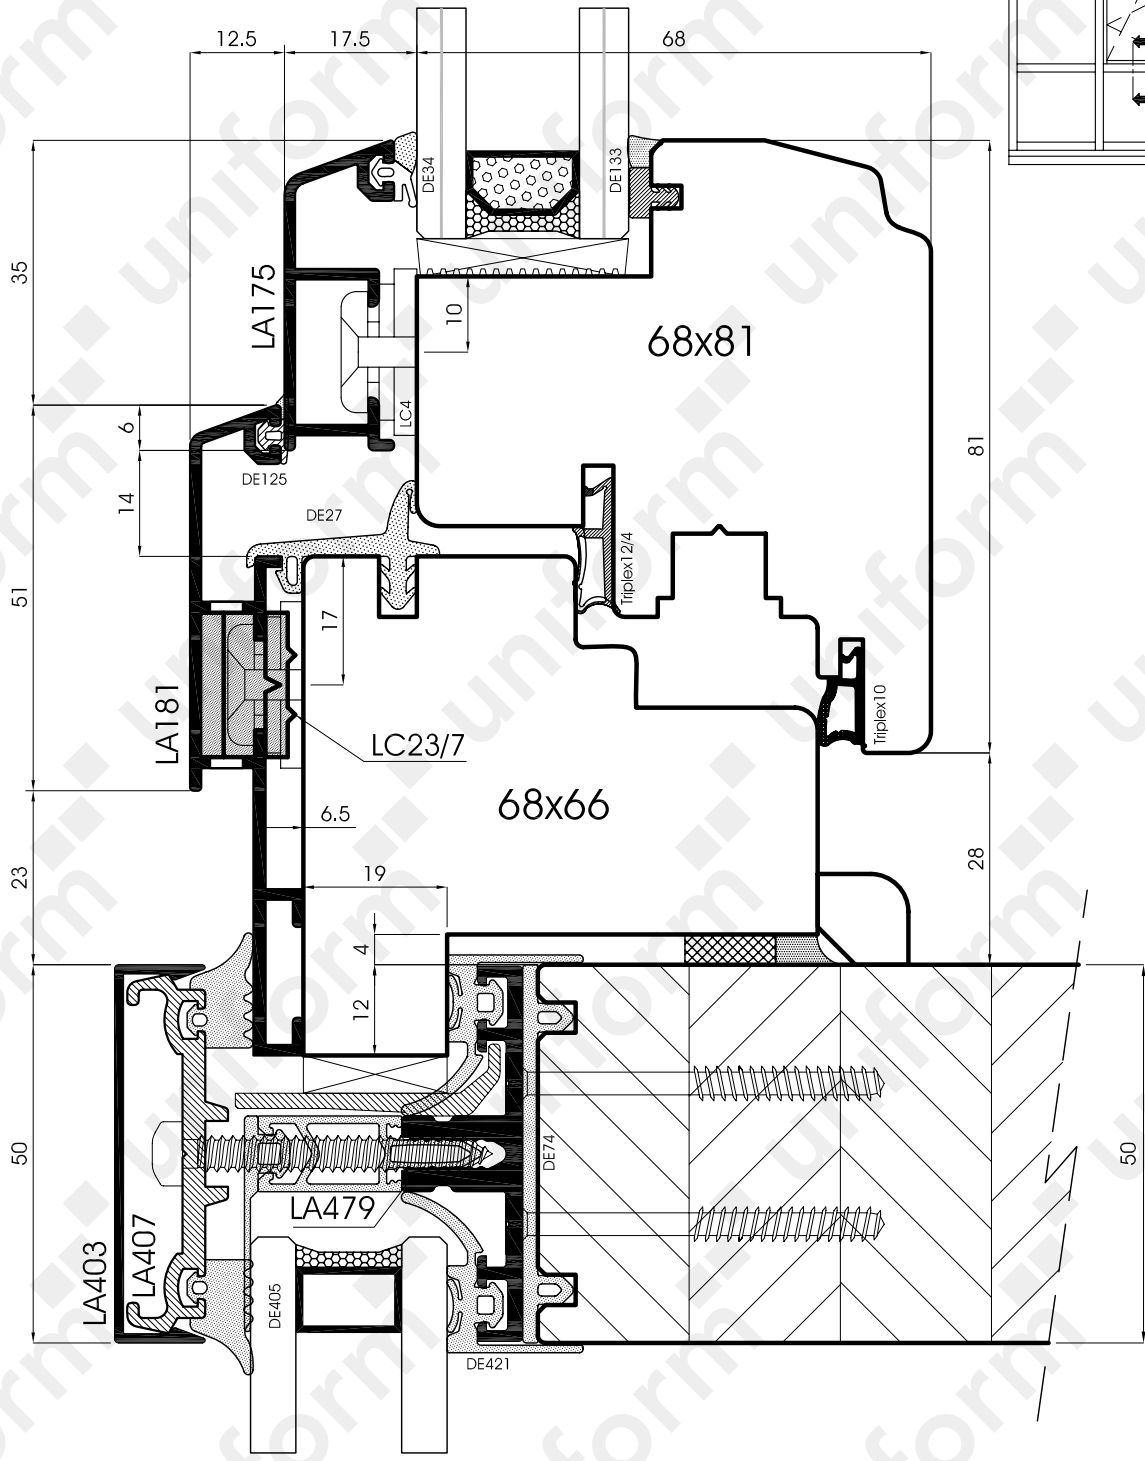 12.5
17.5
68
DE34
DE133
35
LA175
10
68x81
LC4
6
81
DE125
14
DE27
Triplex12/4
51
17
LA181
Triplex10
LC23/7
68x66
6.5
23
19
28
4
12
50
DE74
50
LA479
LA407
LA403
DE405
DE421
uniform